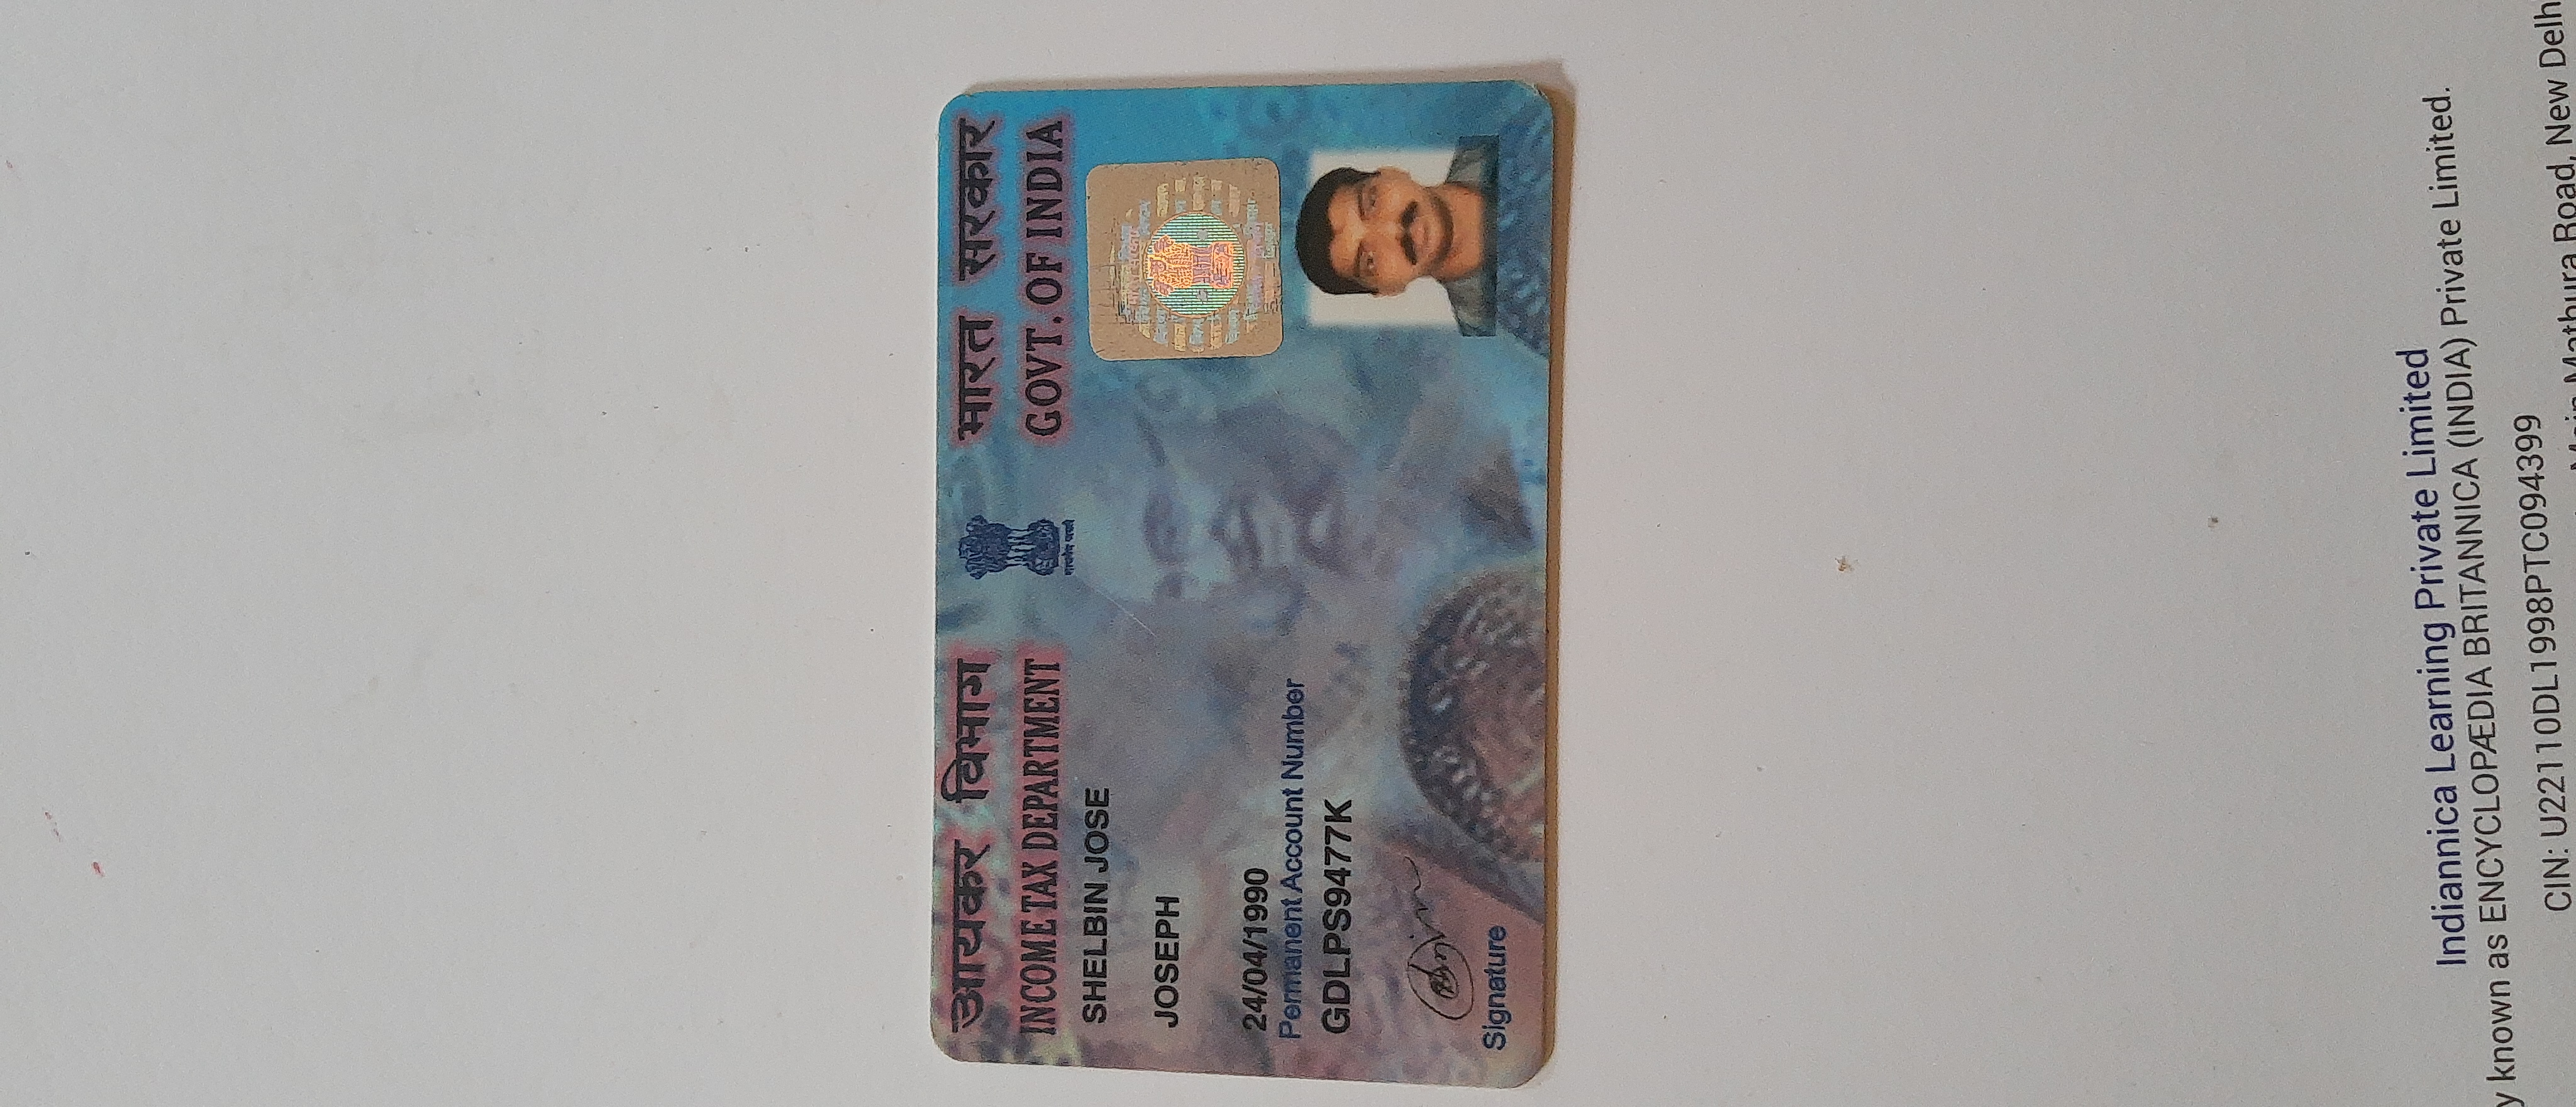 आयकर विभाग
INCOME TAX DEPARTMENT
भारत सरकार
GOVT. OF INDIA
सत्यमेव जयते
SHELBIN JOSE
JOSEPH
24/04/1990
Permanent Account Number
GDLPS9477K
Signature
Indiannica Learning Private Limited
y known as ENCYCLOPÆDIA BRITANNICA (INDIA) Private Limited.
CIN: U22110DL1998PTC094399
Main Mathura Road, New Delh